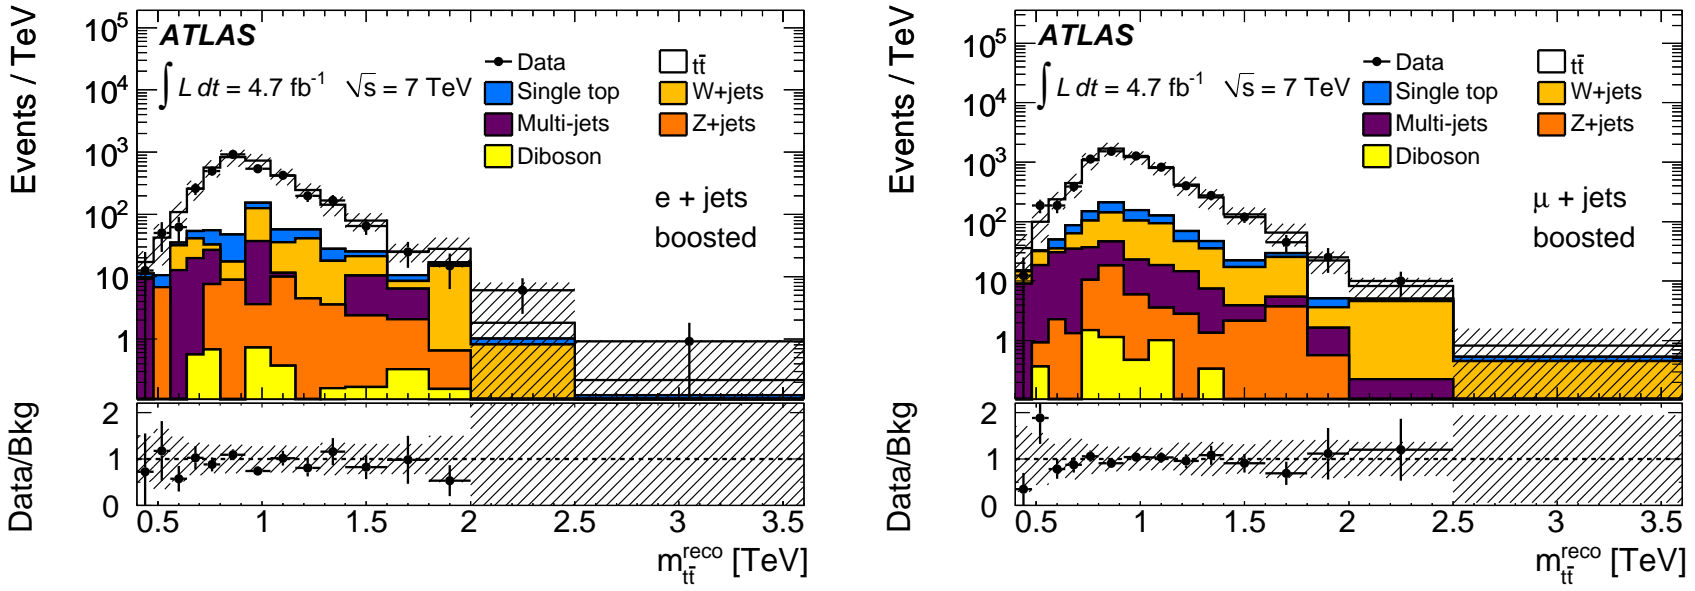 ATLAS
∫ L dt = 4.7 fb⁻¹ √s = 7 TeV
Data
tt̄
Single top
W+jets
Multi-jets
Z+jets
Diboson
e + jets
boosted
Events / TeV
10⁵
10⁴
10³
10²
10
1
Data/Bkg
2
1
0
0.5 1 1.5 2 2.5 3 3.5
m_tt̄^reco [TeV]
ATLAS
∫ L dt = 4.7 fb⁻¹ √s = 7 TeV
Data
tt̄
Single top
W+jets
Multi-jets
Z+jets
Diboson
μ + jets
boosted
Events / TeV
10⁵
10⁴
10³
10²
10
1
Data/Bkg
2
1
0
0.5 1 1.5 2 2.5 3 3.5
m_tt̄^reco [TeV]